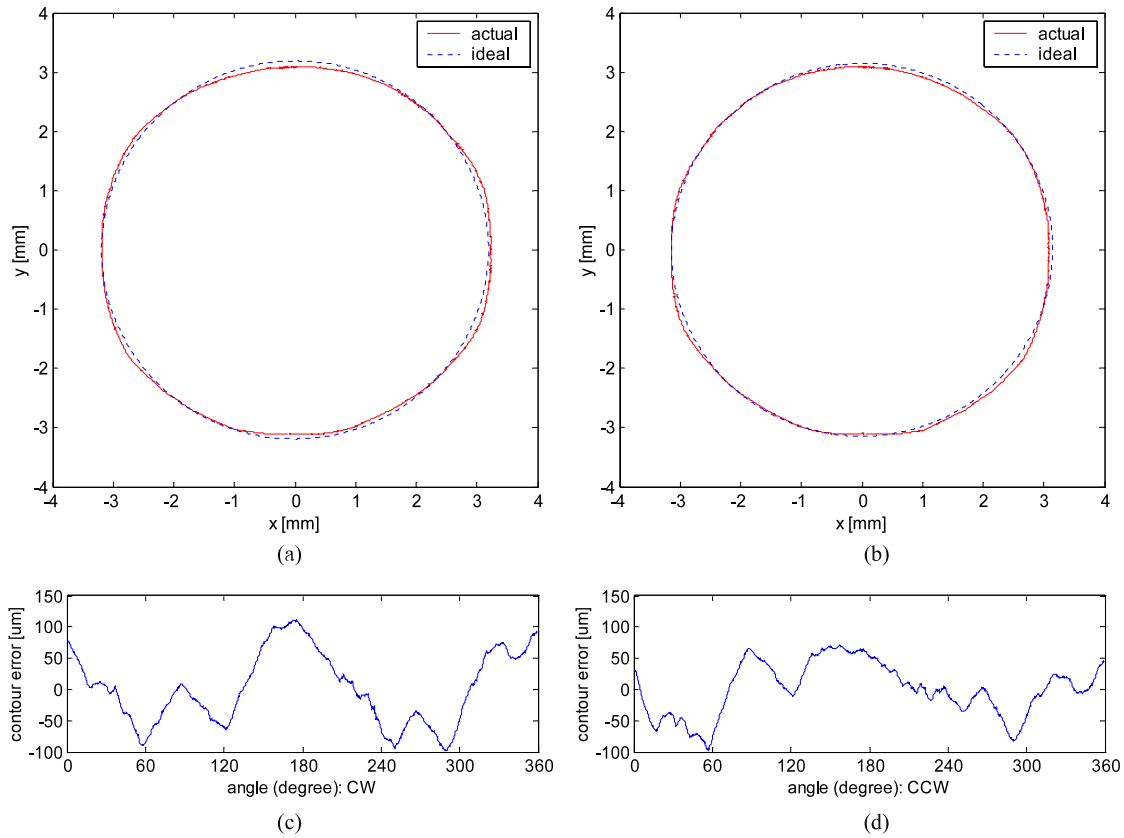 4
3
2
1
0
-1
-2
-3
-4
y [mm]
actual
ideal
-4 -3 -2 -1 0 1 2 3 4
x [mm]
(a)
4
3
2
1
0
-1
-2
-3
-4
y [mm]
actual
ideal
-4 -3 -2 -1 0 1 2 3 4
x [mm]
(b)
150
100
50
0
-50
-100
contour error [um]
0 60 120 180 240 300 360
angle (degree): CW
(c)
150
100
50
0
-50
-100
contour error [um]
0 60 120 180 240 300 360
angle (degree): CCW
(d)